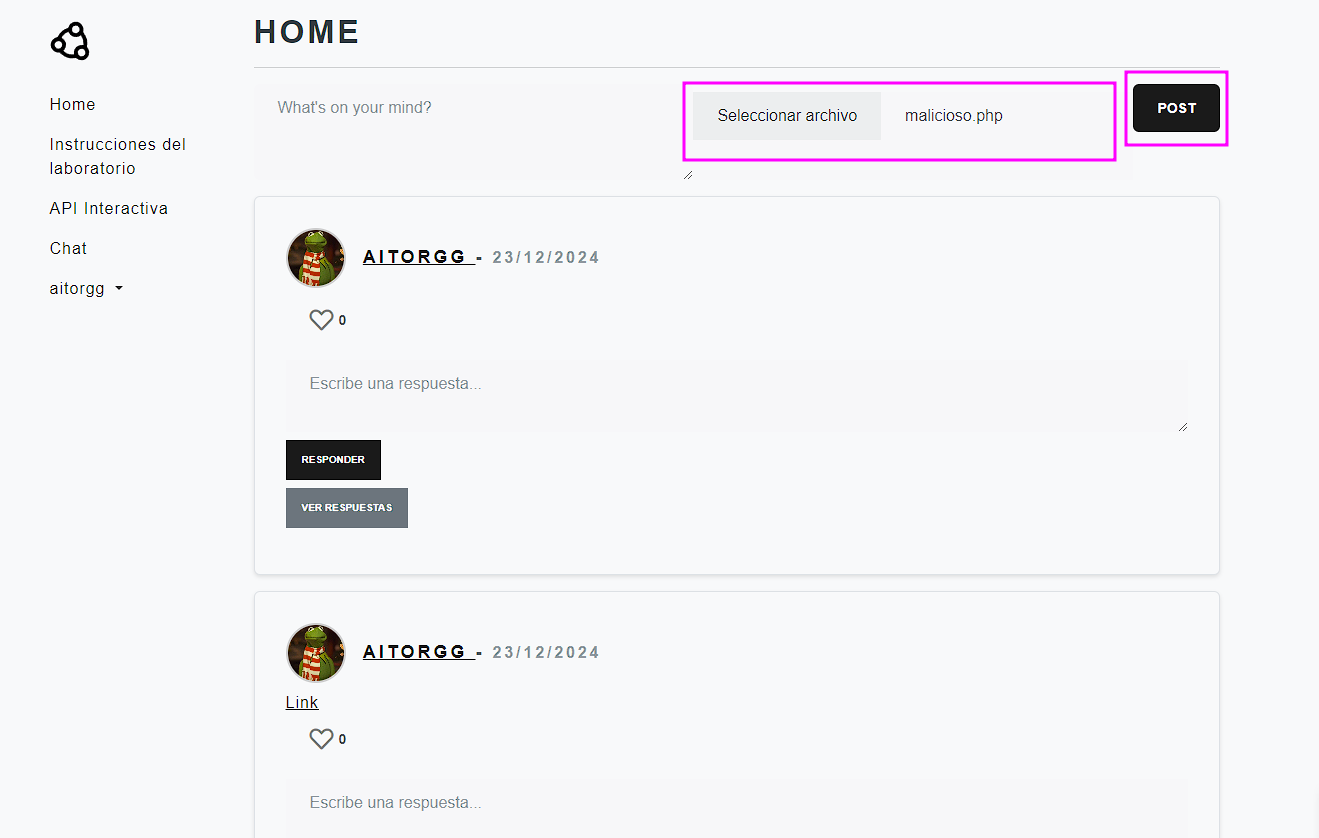 HOME
Home
Instrucciones del
laboratorio
API Interactiva
Chat
aitorgg
What's on your mind?
Seleccionar archivo malicioso.php
POST
AITORGG - 23/12/2024
0
Escribe una respuesta...
RESPONDER
VER RESPUESTAS
AITORGG - 23/12/2024
Link
0
Escribe una respuesta...